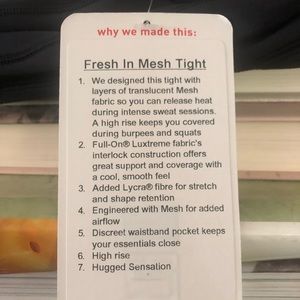 why we made this:
Fresh In Mesh Tight
1. We designed this tight with
layers of translucent Mesh
fabric so you can release heat
during intense sweat sessions.
A high rise keeps you covered
during burpees and squats
2. Full-On® Luxtreme fabric's
interlock construction offers
great support and coverage with
a cool, smooth feel
3. Added Lycra® fibre for stretch
and shape retention
4. Engineered with Mesh for added
airflow
5. Discreet waistband pocket keeps
your essentials close
6. High rise
7. Hugged Sensation